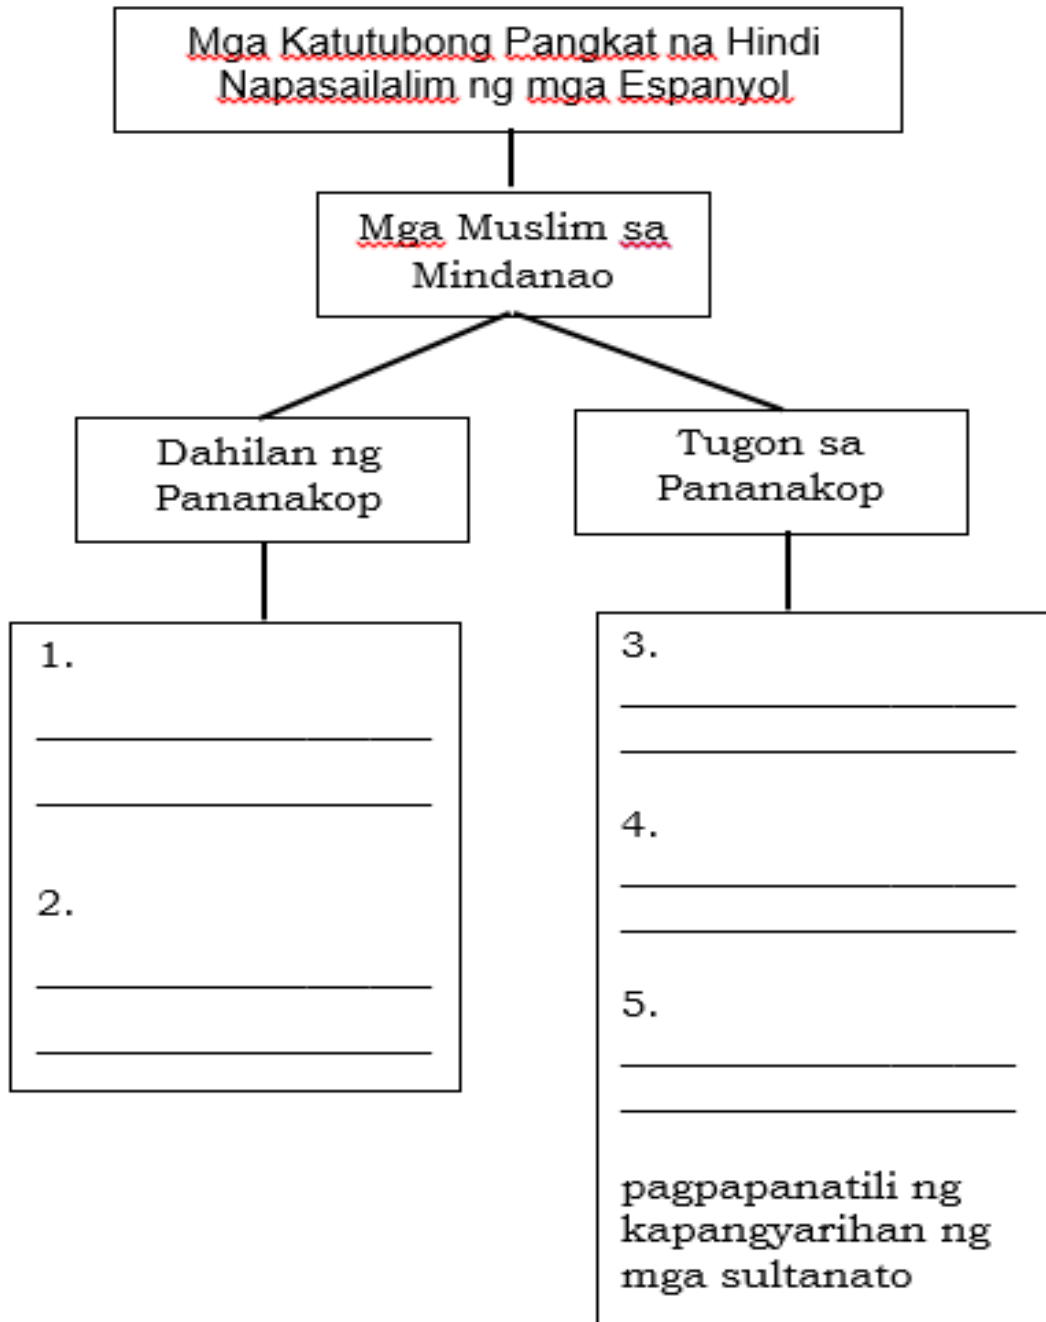 Mga Katutubong Pangkat na Hindi
Napasailalim ng mga Espanyol
Mga Muslim sa
Mindanao
Dahilan ng
Pananakop
Tugon sa
Pananakop
1.
2.
3.
4.
5.
pagpapanatili ng
kapangyarihan ng
mga sultanato